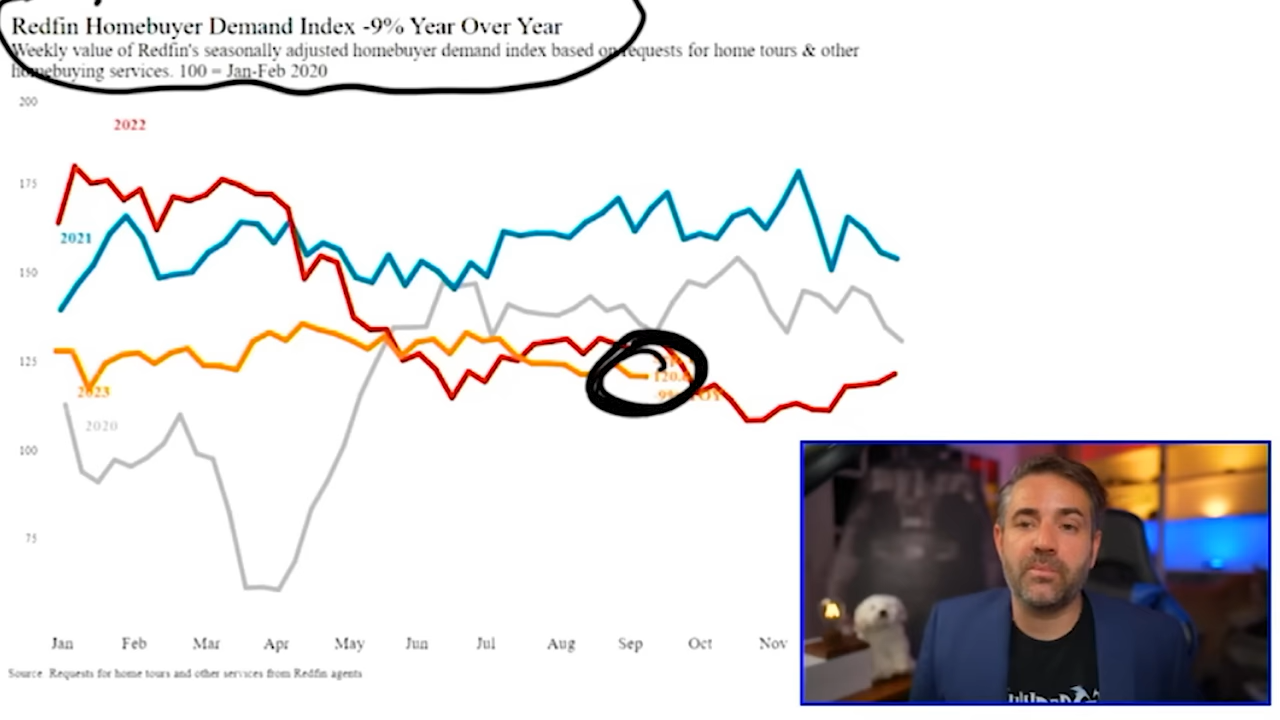 Redfin Homebuyer Demand Index -9% Year Over Year
Weekly value of Redfin's seasonally adjusted homebuyer demand index based on requests for home tours & other
homebuying services. 100 = Jan-Feb 2020
200
2022
175
2021
150
125
120.
2023
-9%
2020
100
75
Jan Feb Mar Apr May Jun Jul Aug Sep Oct Nov
Source: Requests for home tours and other services from Redfin agents